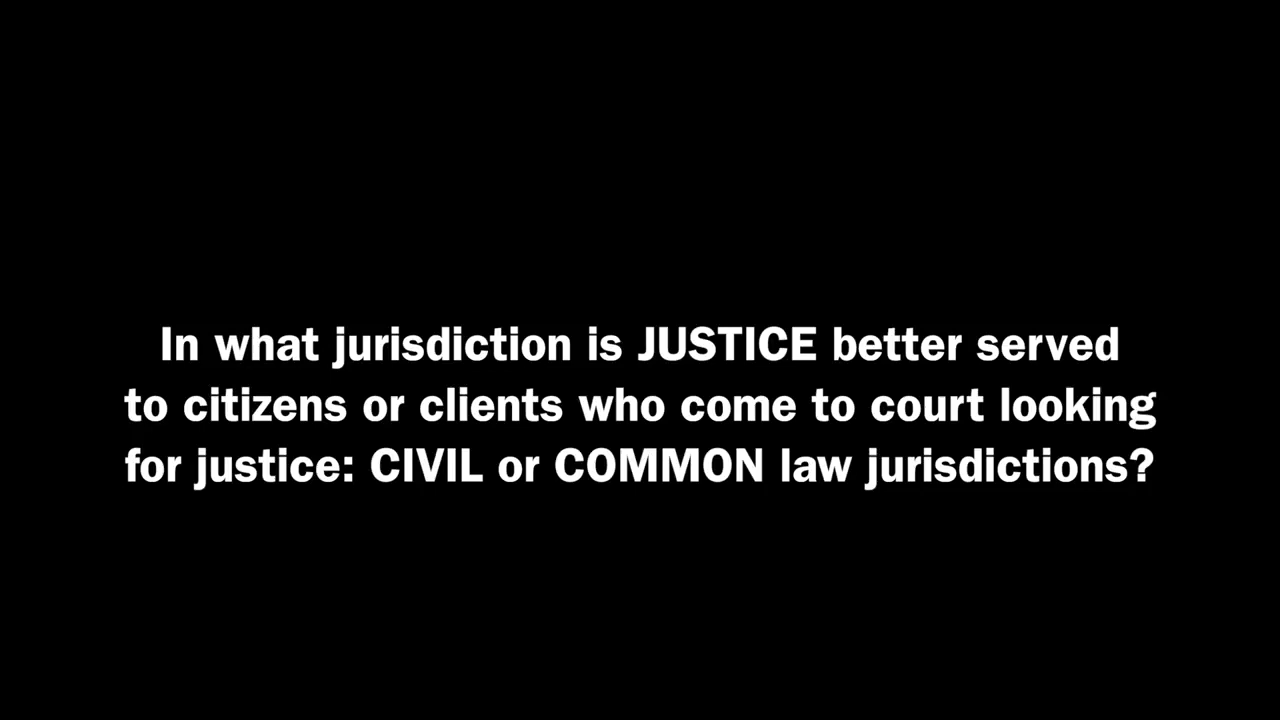 In what jurisdiction is JUSTICE better served
to citizens or clients who come to court looking
for justice: CIVIL or COMMON law jurisdictions?